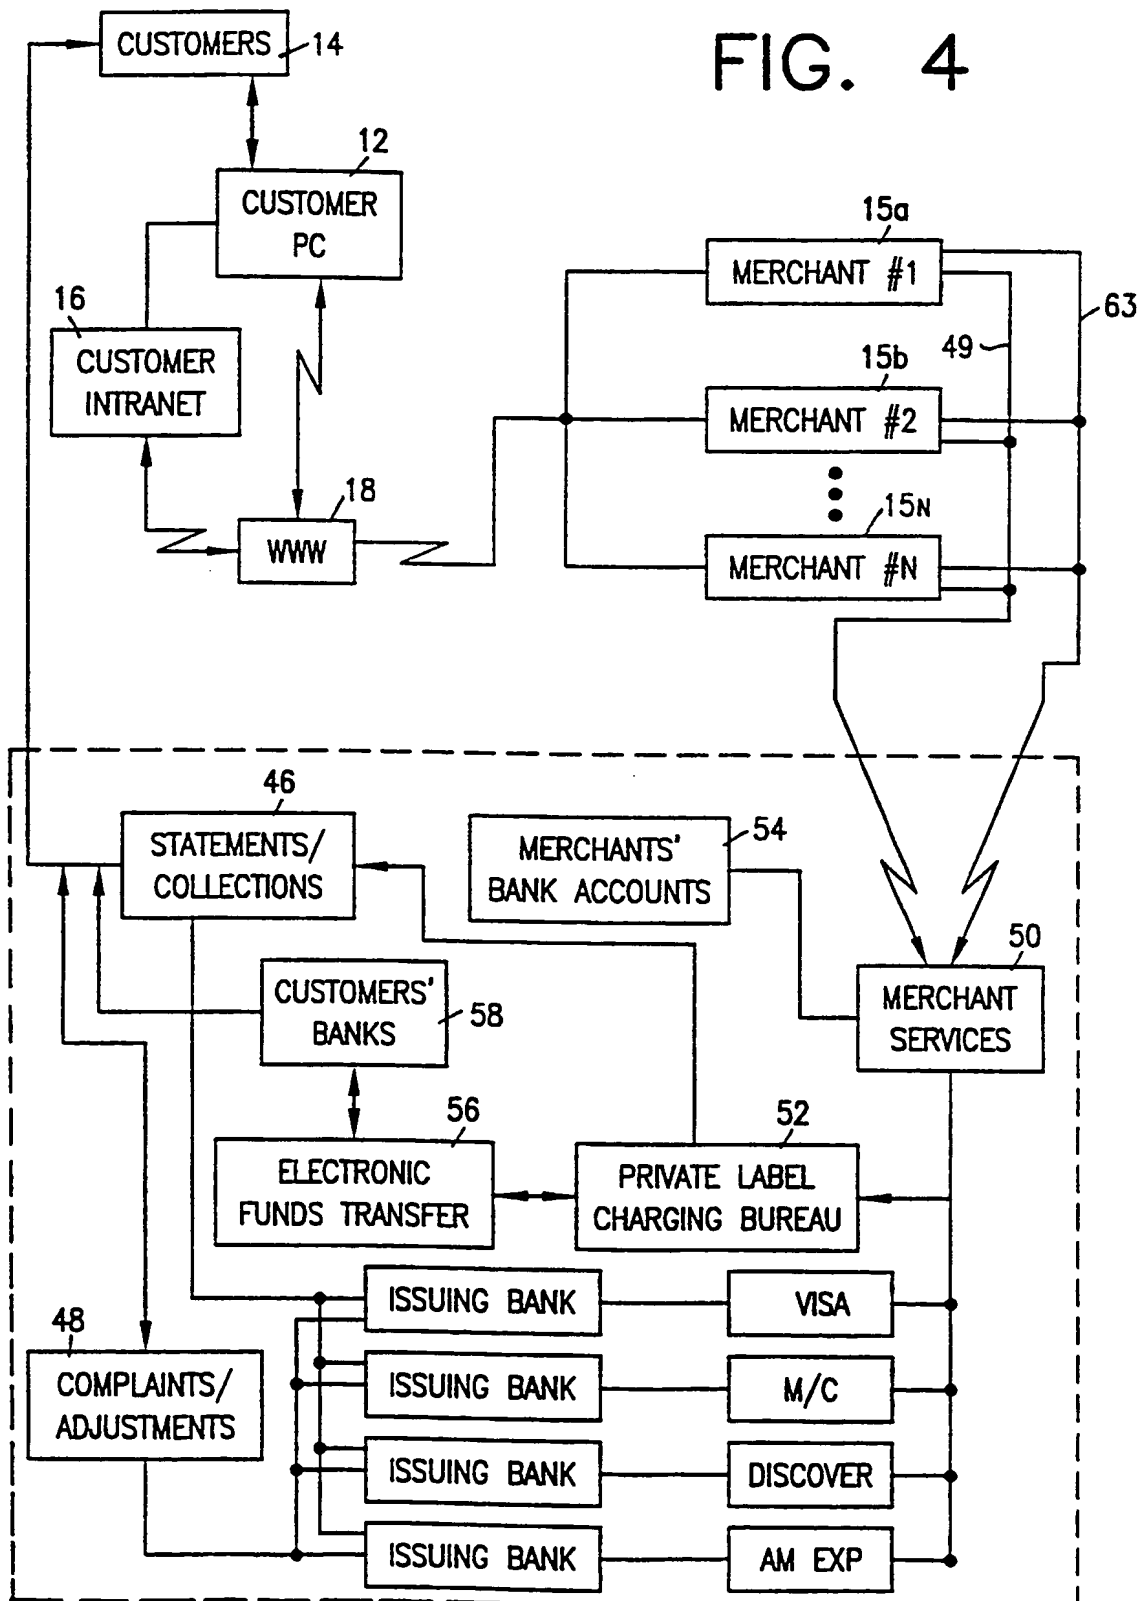 FIG. 4
CUSTOMERS
14
12
CUSTOMER
PC
16
CUSTOMER
INTRANET
18
WWW
15a
MERCHANT #1
63
49
15b
MERCHANT #2
15N
MERCHANT #N
46
STATEMENTS/
COLLECTIONS
MERCHANTS'
BANK ACCOUNTS
54
50
MERCHANT
SERVICES
CUSTOMERS'
BANKS
58
56
ELECTRONIC
FUNDS TRANSFER
52
PRIVATE LABEL
CHARGING BUREAU
48
COMPLAINTS/
ADJUSTMENTS
ISSUING BANK
VISA
ISSUING BANK
M/C
ISSUING BANK
DISCOVER
ISSUING BANK
AM EXP